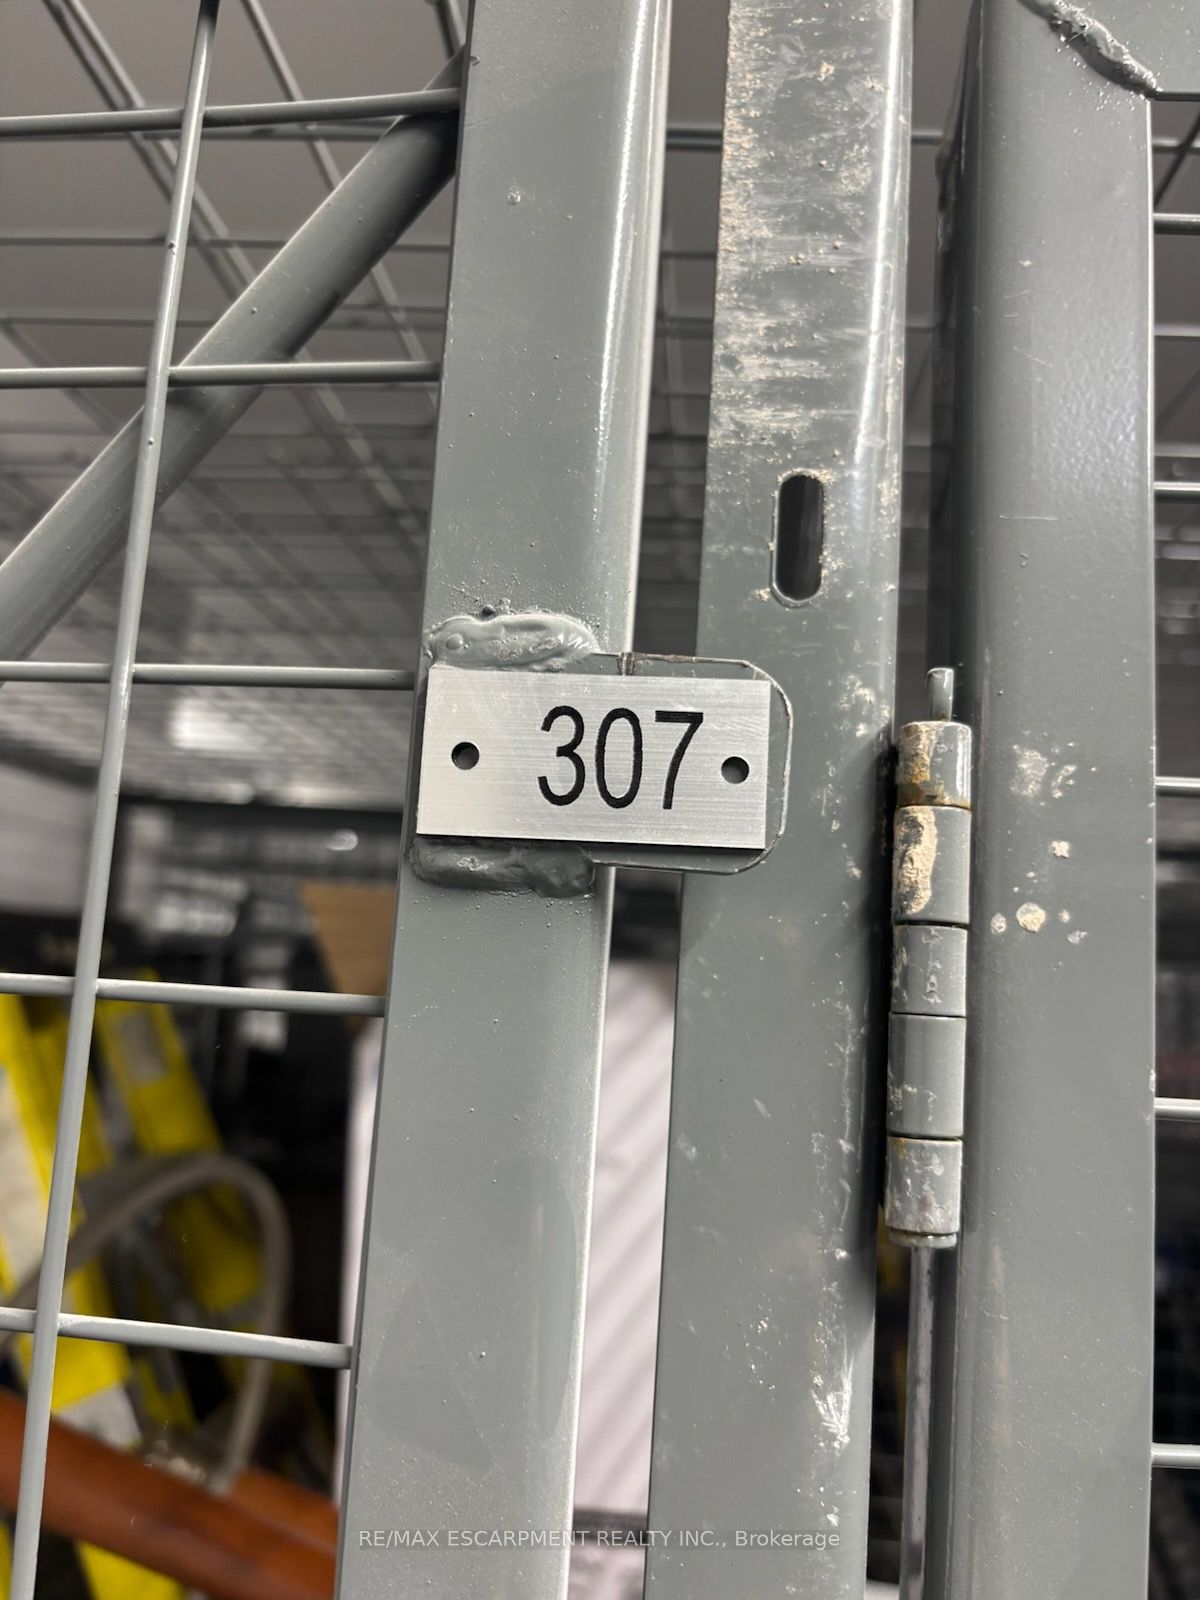 307
RE/MAX ESCARPMENT REALTY INC., Brokerage